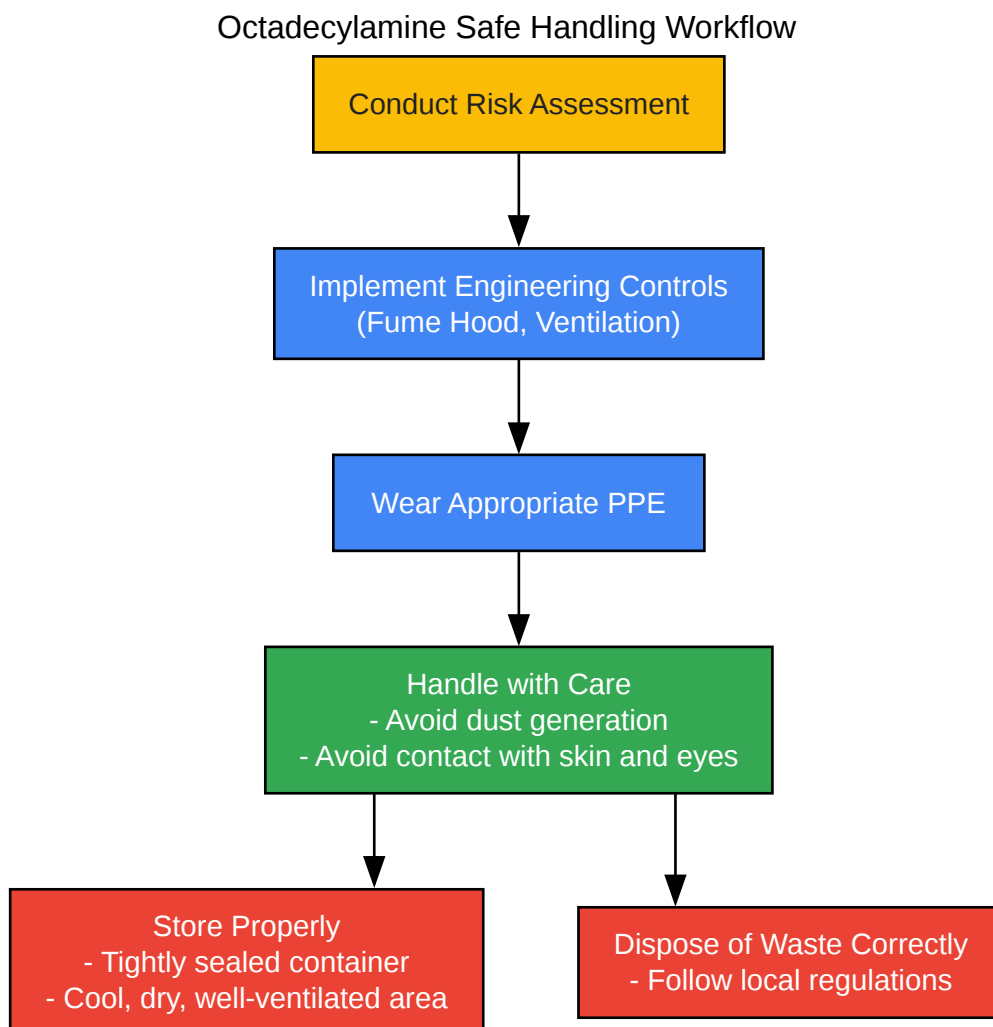 Octadecylamine Safe Handling Workflow
Conduct Risk Assessment
Implement Engineering Controls
(Fume Hood, Ventilation)
Wear Appropriate PPE
Handle with Care
- Avoid dust generation
- Avoid contact with skin and eyes
Store Properly
- Tightly sealed container
- Cool, dry, well-ventilated area
Dispose of Waste Correctly
- Follow local regulations